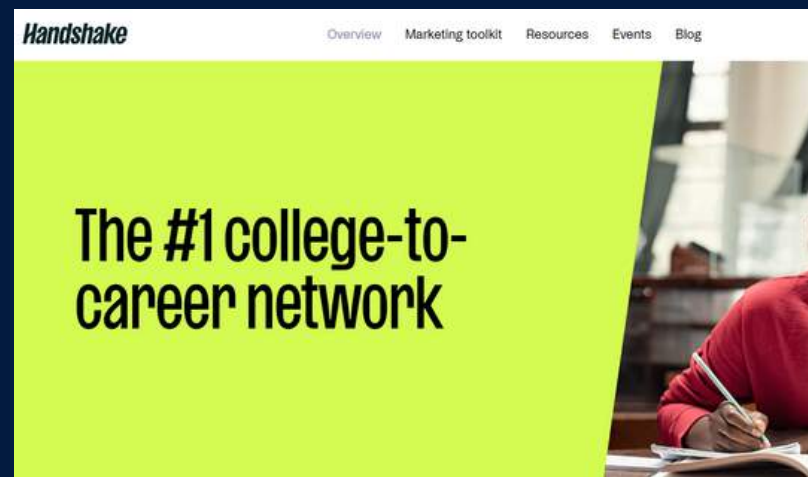 Handshake
Overview Marketing toolkit Resources Events Blog
The #1 college-to-
career network